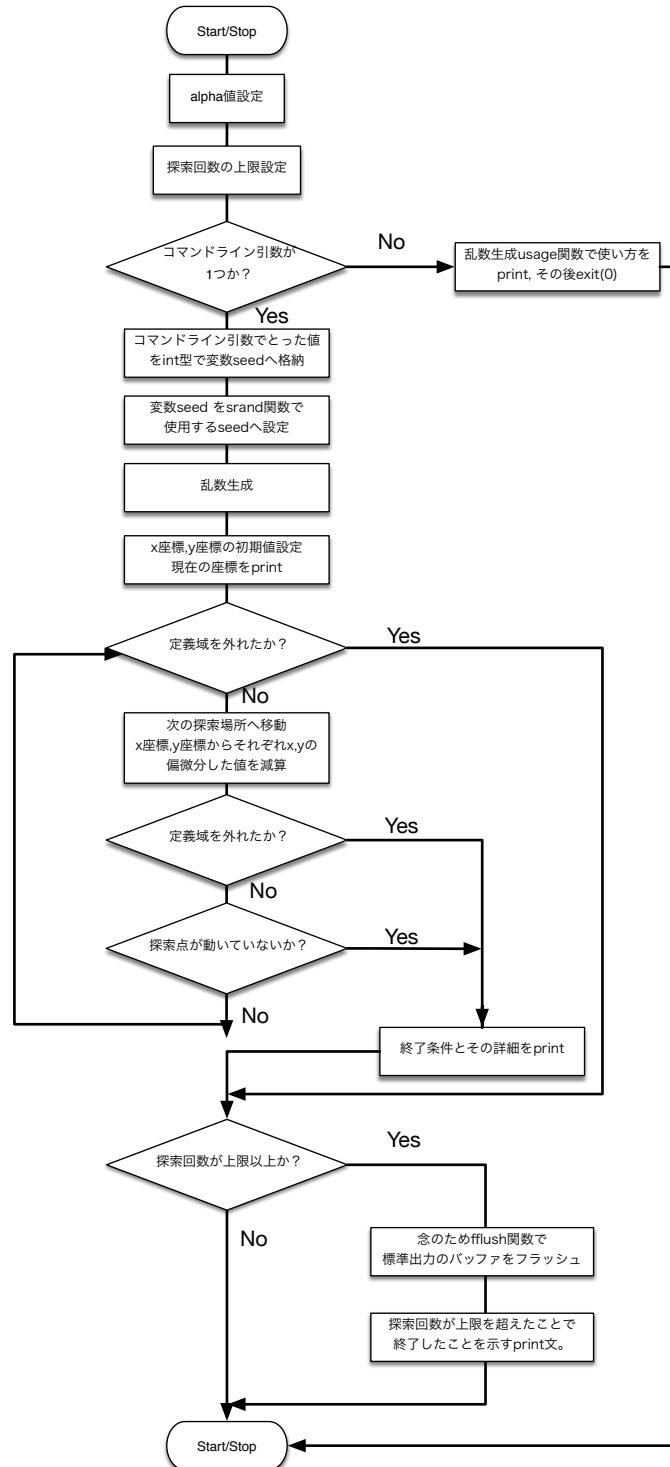 Start/Stop
alpha値設定
探索回数の上限設定
コマンドライン引数が
1つか？
No
乱数生成usage関数で使い方を
print, その後exit(0)
Yes
コマンドライン引数でとった値
をint型で変数seedへ格納
変数seed をsrand関数で
使用するseedへ設定
乱数生成
x座標,y座標の初期値設定
現在の座標をprint
定義域を外れたか？
Yes
No
次の探索場所へ移動
x座標,y座標からそれぞれx,yの
偏微分した値を減算
定義域を外れたか？
Yes
No
探索点が動いていないか？
Yes
No
終了条件とその詳細をprint
探索回数が上限以上か？
Yes
No
念のためfflush関数で
標準出力のバッファをフラッシュ
探索回数が上限を超えたことで
終了したことを示すprint文。
Start/Stop